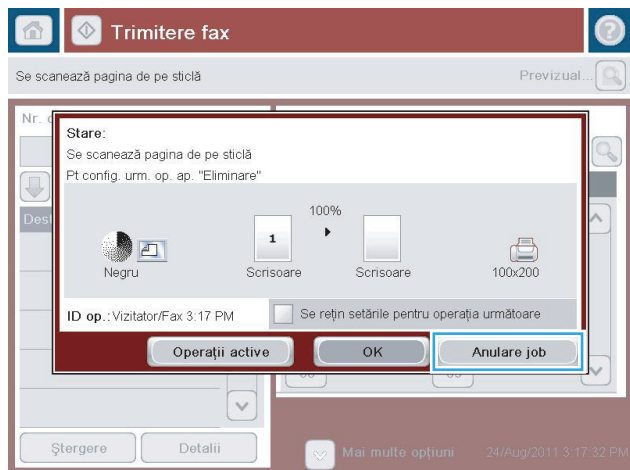 Trimitere fax
Se scanează pagina de pe sticlă
Previzual...
Nr.
Stare:
Se scanează pagina de pe sticlă
Pt config. urm. op. ap. "Eliminare"
100%
1
Negru
Scrisoare
Scrisoare
100x200
ID op.: Vizitator/Fax 3:17 PM
Se rețin setările pentru operația următoare
Operații active
OK
Anulare job
Ștergere
Detalii
Mai multe opțiuni
24/Aug/2011 3:17:32 PM